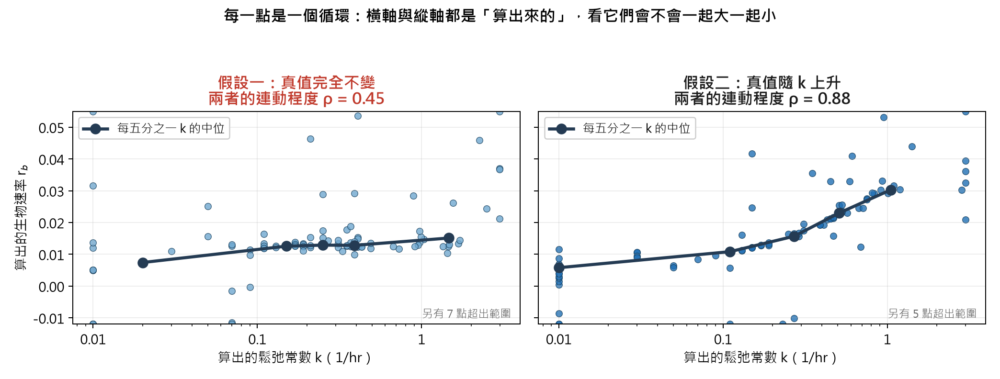 每一點是一個循環：橫軸與縱軸都是「算出來的」，看它們會不會一起大一起小
假設一：真值完全不變
兩者的連動程度 ρ = 0.45
每五分之一 k 的中位
0.05
0.04
0.03
0.02
0.01
0.00
-0.01
算出的生物速率 r_b
另有 7 點超出範圍
0.01
0.1
1
算出的鬆弛常數 k ( 1/hr )
假設二：真值隨 k 上升
兩者的連動程度 ρ = 0.88
每五分之一 k 的中位
另有 5 點超出範圍
0.01
0.1
1
算出的鬆弛常數 k ( 1/hr )